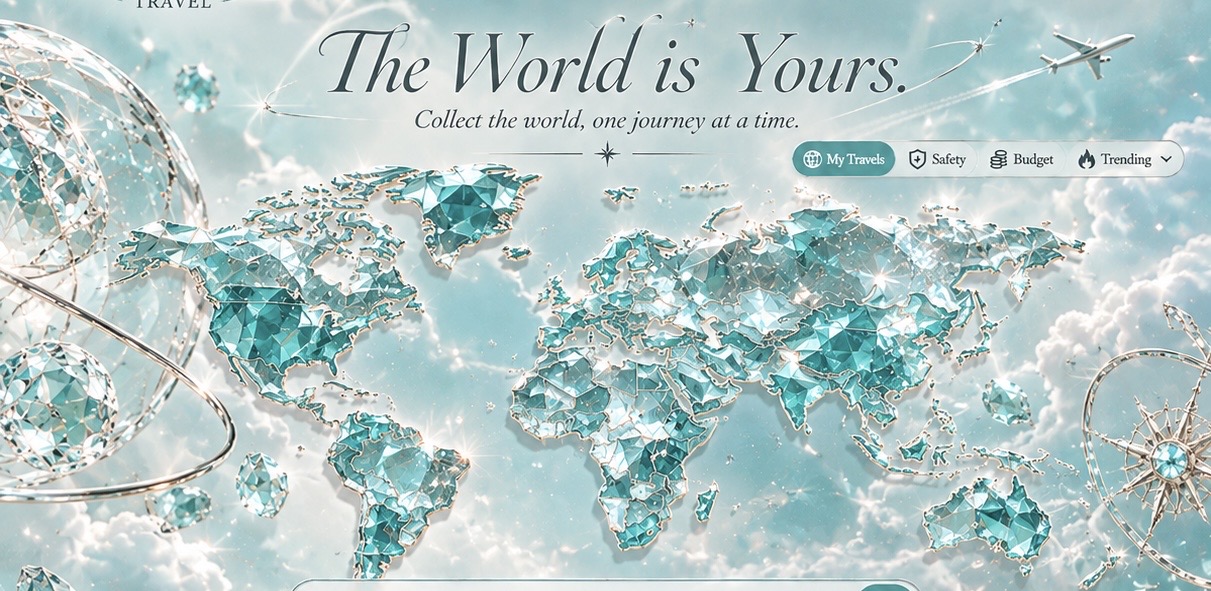 TRAVEL
The World is Yours.
Collect the world, one journey at a time.
My Travels
Safety
Budget
Trending